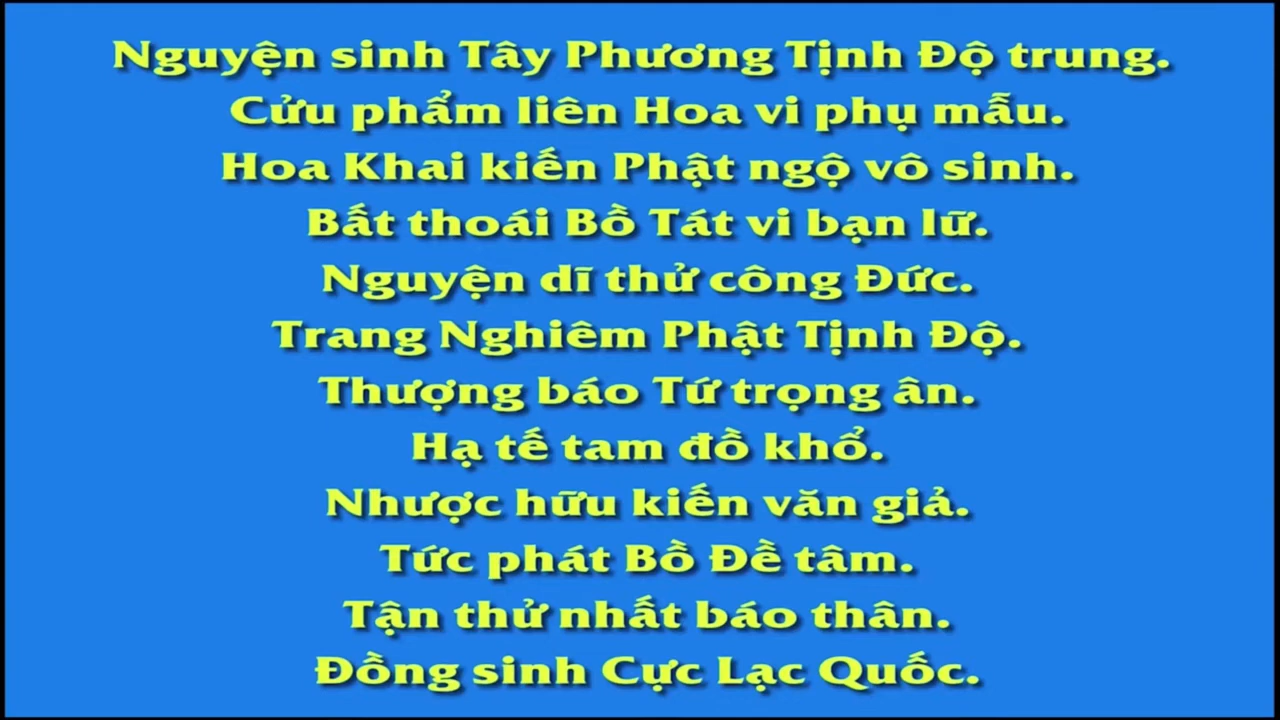 Nguyện sinh Tây Phương Tịnh Độ trung.
Cửu phẩm liên Hoa vi phụ mẫu.
Hoa Khai kiến Phật ngộ vô sinh.
Bất thoái Bồ Tát vi bạn lữ.
Nguyện dĩ thử công Đức.
Trang Nghiêm Phật Tịnh Độ.
Thượng báo Tứ trọng ân.
Hạ tế tam đồ khổ.
Nhược hữu kiến văn giả.
Tức phát Bồ Đề tâm.
Tận thử nhất báo thân.
Đồng sinh Cực Lạc Quốc.